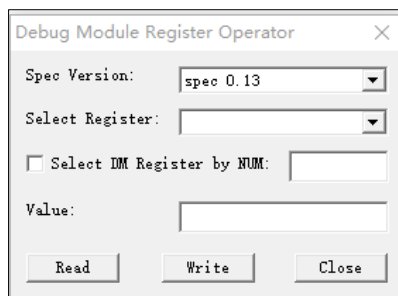 Debug Module Register Operator
Spec Version: spec 0.13
Select Register:
Select DM Register by NUM:
Value:
Read Write Close